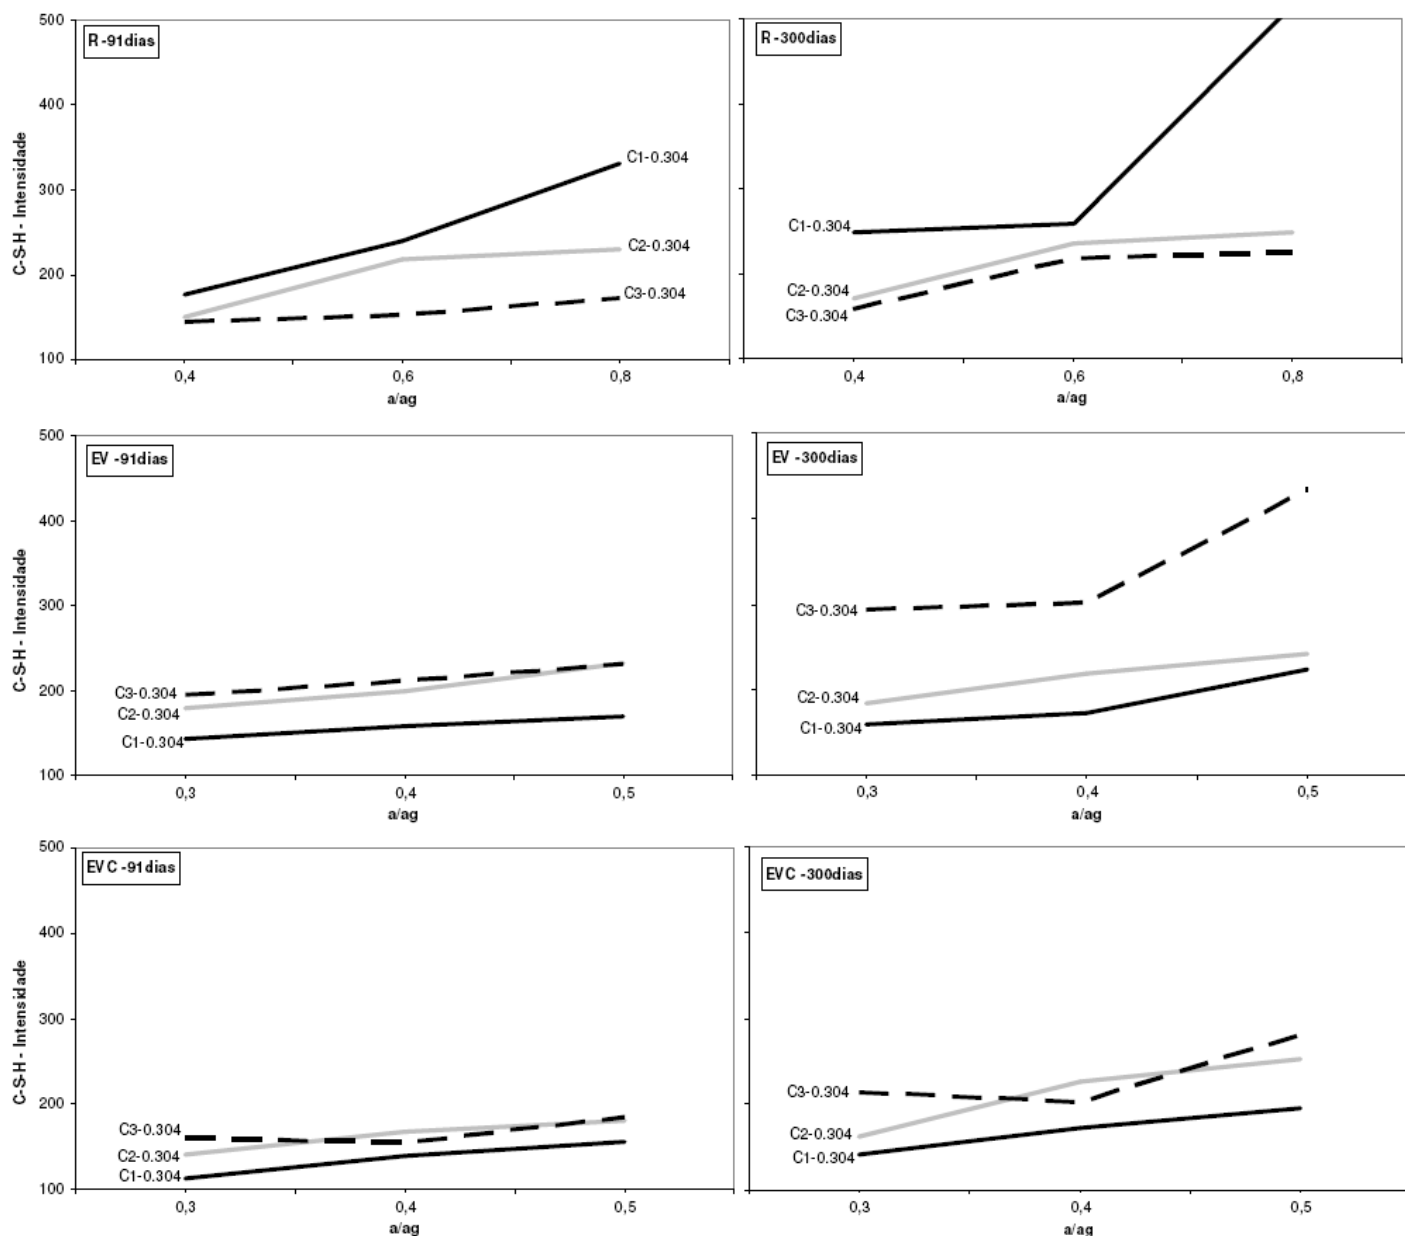 R -91dias
500
400
300
200
100
C-S-H - Intensidade
C1-0.304
C2-0.304
C3-0.304
0,4
0,6
0,8
a/ag
R -300dias
C1-0.304
C2-0.304
C3-0.304
0,4
0,6
0,8
a/ag
EV -91dias
500
400
300
200
100
C-S-H - Intensidade
C3-0.304
C2-0.304
C1-0.304
0,3
0,4
0,5
a/ag
EV -300dias
C3-0.304
C2-0.304
C1-0.304
0,3
0,4
0,5
a/ag
EVC -91dias
500
400
300
200
100
C-S-H - Intensidade
C3-0.304
C2-0.304
C1-0.304
0,3
0,4
0,5
a/ag
EVC -300dias
C3-0.304
C2-0.304
C1-0.304
0,3
0,4
0,5
a/ag